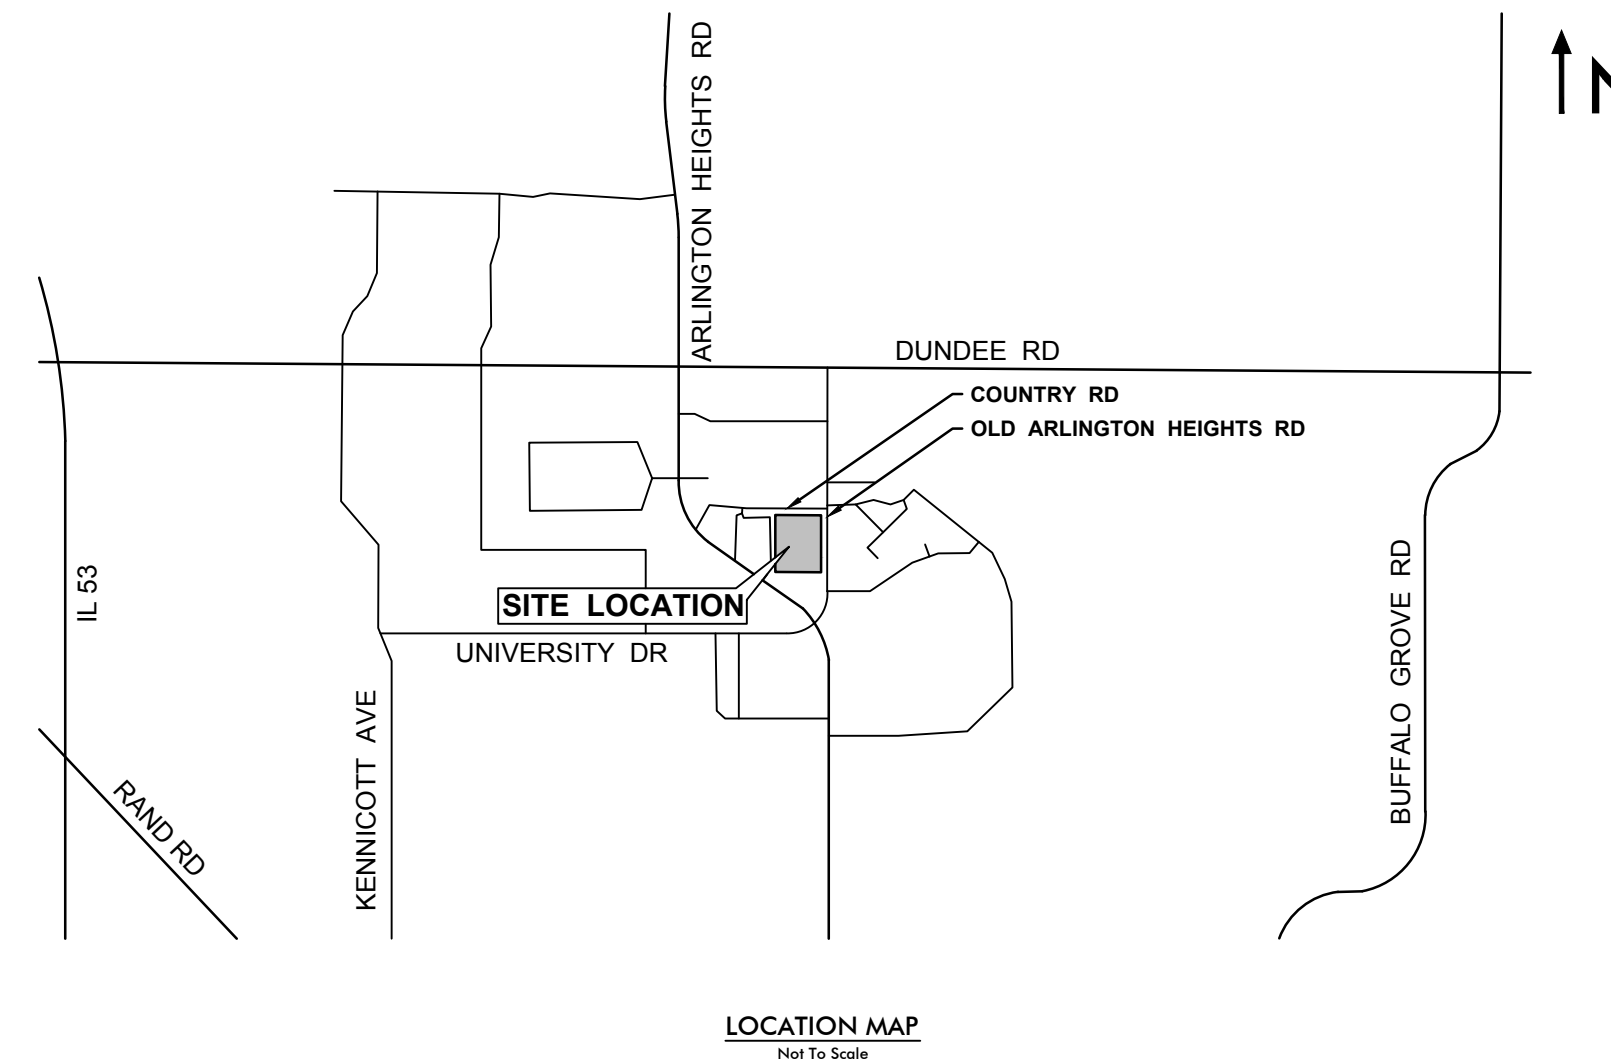 ARLINGTON HEIGHTS RD
N
DUNDEE RD
COUNTRY RD
OLD ARLINGTON HEIGHTS RD
IL 53
SITE LOCATION
UNIVERSITY DR
BUFFALO GROVE RD
KENNICOTT AVE
RAND RD
LOCATION MAP
Not To Scale